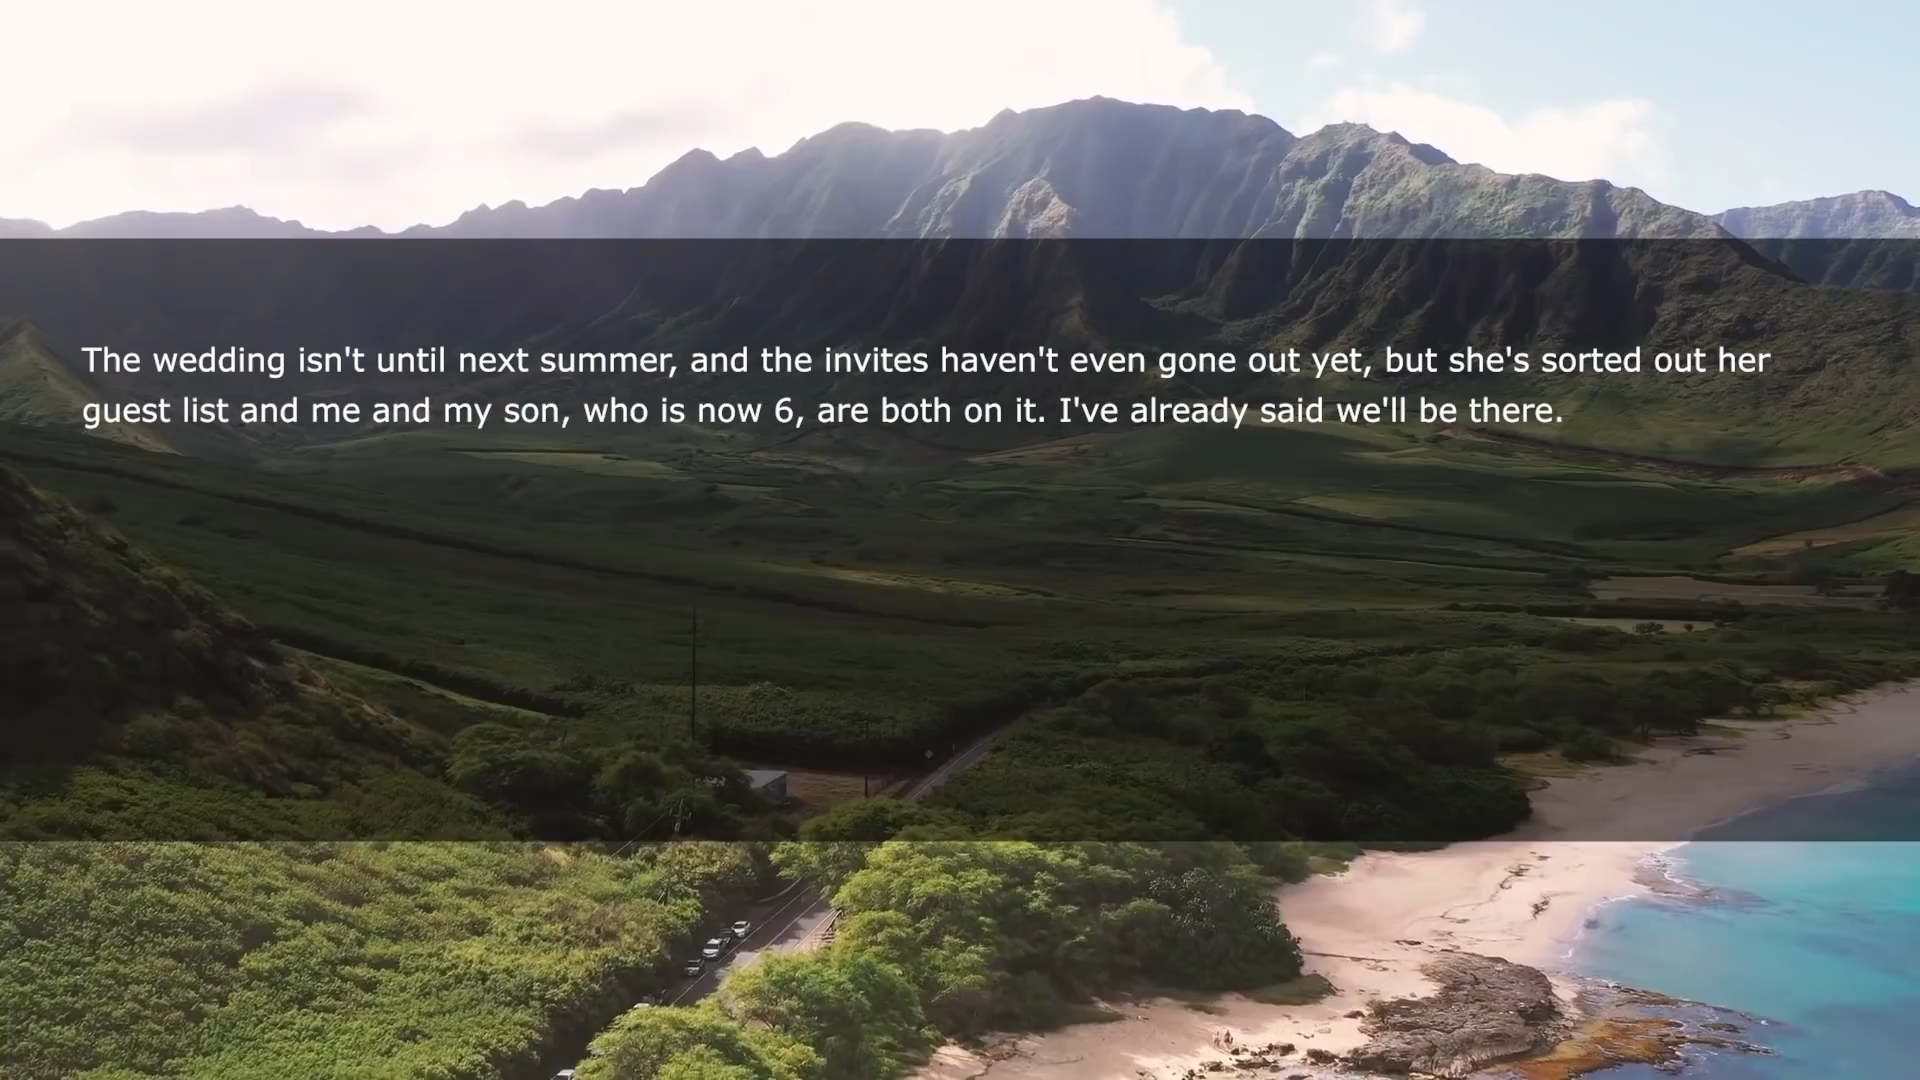 The wedding isn't until next summer, and the invites haven't even gone out yet, but she's sorted out her
guest list and me and my son, who is now 6, are both on it. I've already said we'll be there.